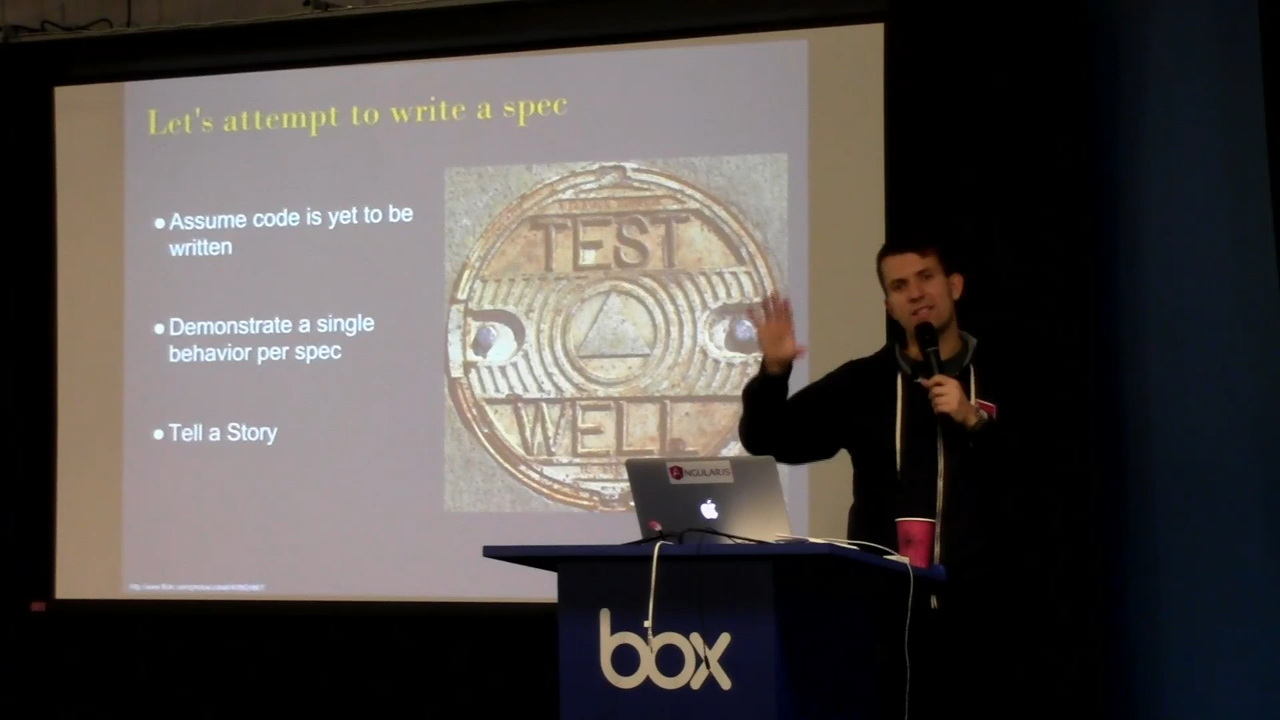 Let's attempt to write a spec
● Assume code is yet to be
written
● Demonstrate a single
behavior per spec
● Tell a Story
TEST
WELL
ANGULARJS
box